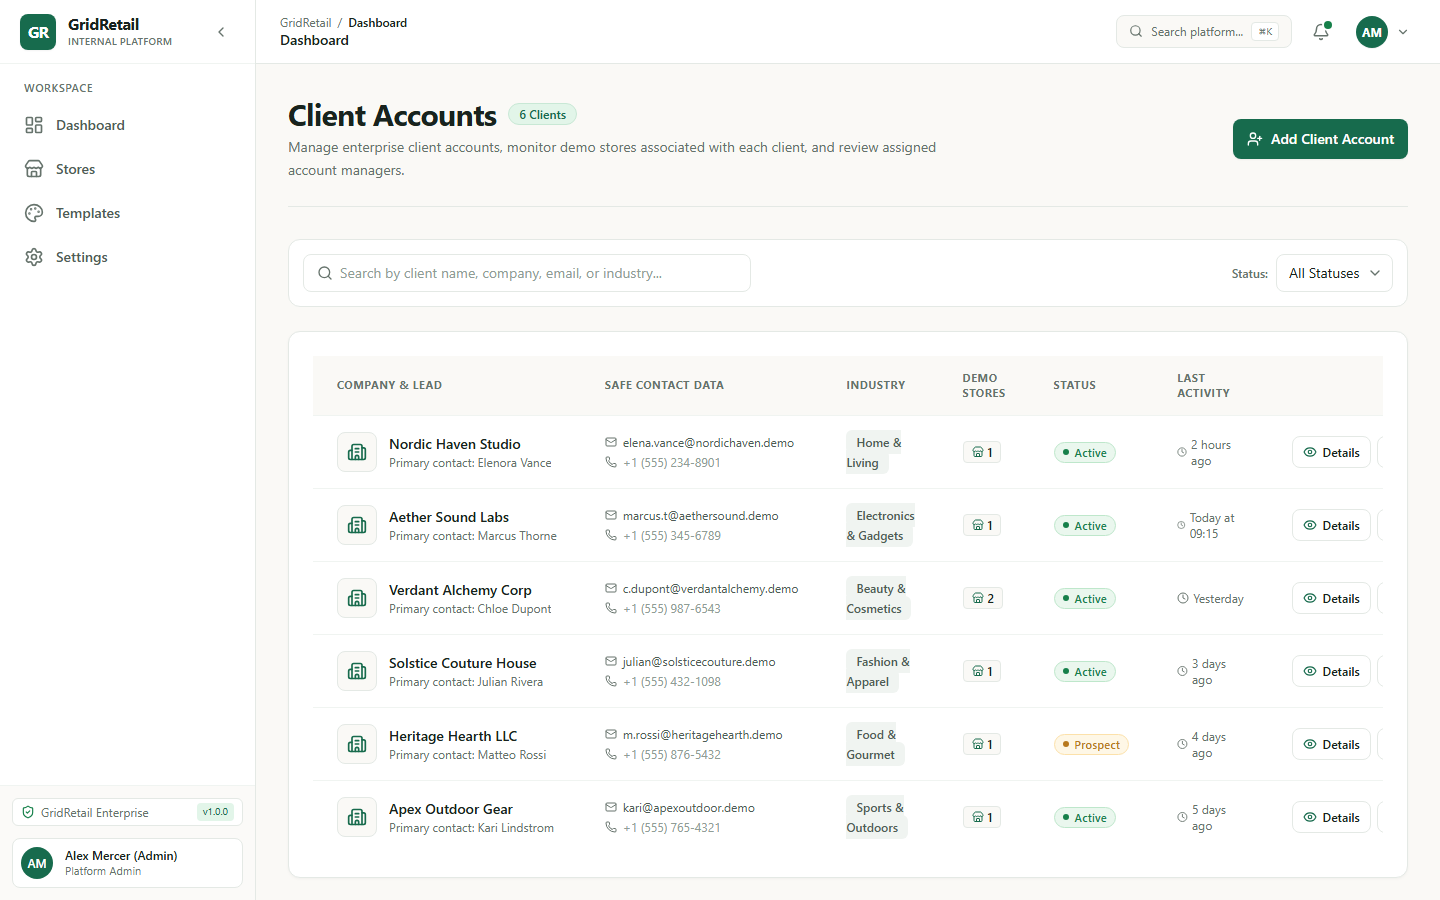 GR
GridRetail
INTERNAL PLATFORM
GridRetail / Dashboard
Dashboard
Search platform... ⌘K
AM
WORKSPACE
Dashboard
Stores
Templates
Settings
GridRetail Enterprise v1.0.0
AM
Alex Mercer (Admin)
Platform Admin
Client Accounts
6 Clients
Manage enterprise client accounts, monitor demo stores associated with each client, and review assigned
account managers.
Add Client Account
Search by client name, company, email, or industry...
Status: All Statuses
COMPANY & LEAD SAFE CONTACT DATA INDUSTRY DEMO STORES STATUS LAST ACTIVITY
Nordic Haven Studio
Primary contact: Elenora Vance
elena.vance@nordichaven.demo
+1 (555) 234-8901
Home &
Living
1
Active
2 hours
ago
Details
Aether Sound Labs
Primary contact: Marcus Thorne
marcus.t@aethersound.demo
+1 (555) 345-6789
Electronics
& Gadgets
1
Active
Today at
09:15
Details
Verdant Alchemy Corp
Primary contact: Chloe Dupont
c.dupont@verdantalchemy.demo
+1 (555) 987-6543
Beauty &
Cosmetics
2
Active
Yesterday
Details
Solstice Couture House
Primary contact: Julian Rivera
julian@solsticecouture.demo
+1 (555) 432-1098
Fashion &
Apparel
1
Active
3 days
ago
Details
Heritage Hearth LLC
Primary contact: Matteo Rossi
m.rossi@heritagehearth.demo
+1 (555) 876-5432
Food &
Gourmet
1
Prospect
4 days
ago
Details
Apex Outdoor Gear
Primary contact: Kari Lindstrom
kari@apexoutdoor.demo
+1 (555) 765-4321
Sports &
Outdoors
1
Active
5 days
ago
Details